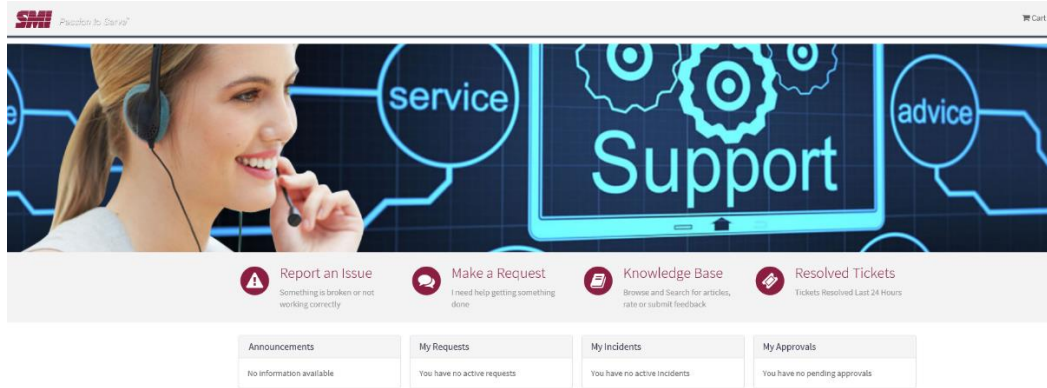 SMI Passion to Serve
Cart
service
Support
advice
Report an Issue
Something is broken or not
working correctly
Make a Request
I need help getting something
done
Knowledge Base
Browse and Search for articles,
rate or submit feedback
Resolved Tickets
Tickets Resolved Last 24 Hours
Announcements
No information available
My Requests
You have no active requests
My Incidents
You have no active Incidents
My Approvals
You have no pending approvals